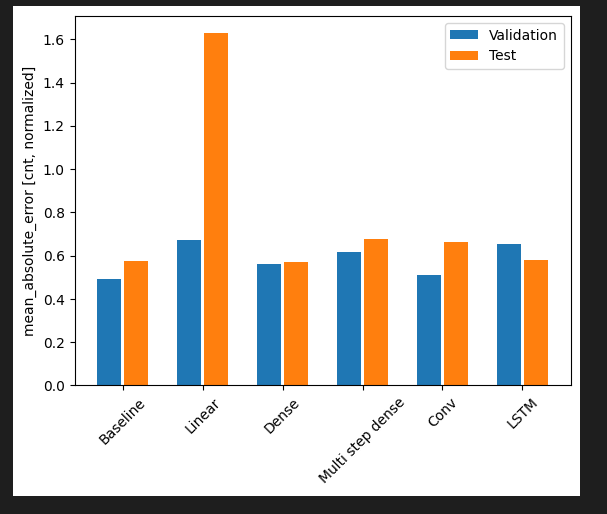 1.6
1.4
1.2
1.0
0.8
0.6
0.4
0.2
0.0
mean_absolute_error [cnt, normalized]
Validation
Test
Baseline
Linear
Dense
Multi step dense
Conv
LSTM